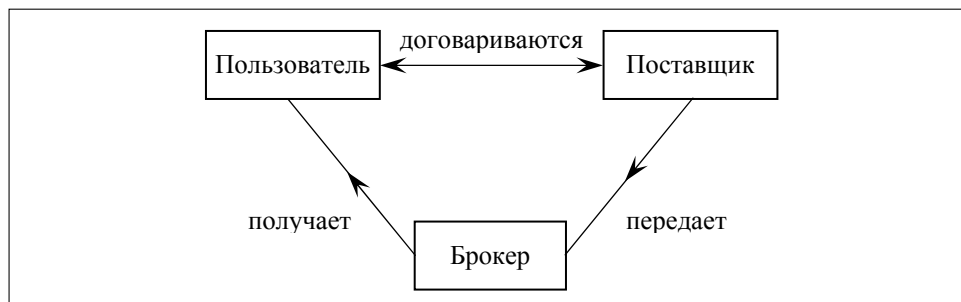 договариваются
Пользователь
Поставщик
получает
передает
Брокер